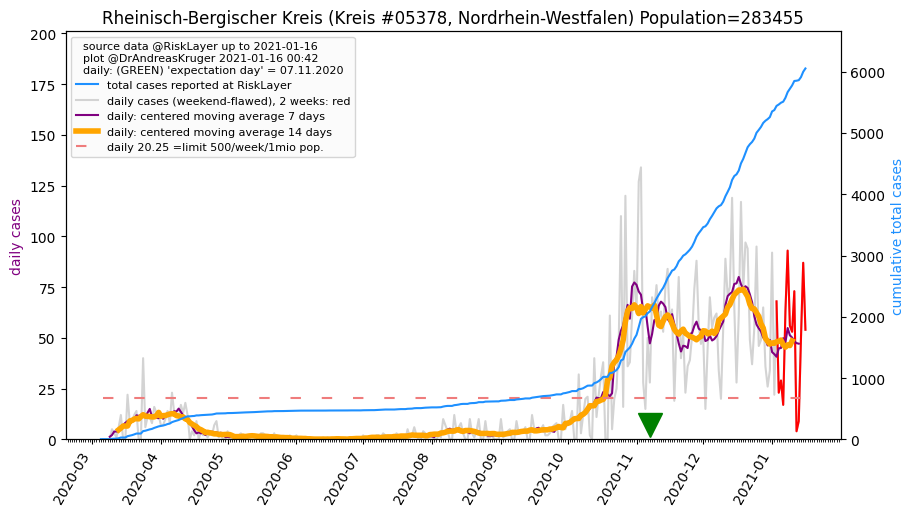 Rheinisch-Bergischer Kreis (Kreis #05378, Nordrhein-Westfalen) Population=283455
source data @RiskLayer up to 2021-01-16
plot @DrAndreasKruger 2021-01-16 00:42
daily: (GREEN) 'expectation day' = 07.11.2020
total cases reported at RiskLayer
daily cases (weekend-flawed), 2 weeks: red
daily: centered moving average 7 days
daily: centered moving average 14 days
daily 20.25 =limit 500/week/1mio pop.
daily cases
200
175
150
125
100
75
50
25
0
cumulative total cases
6000
5000
4000
3000
2000
1000
0
2020-03
2020-04
2020-05
2020-06
2020-07
2020-08
2020-09
2020-10
2020-11
2020-12
2021-01